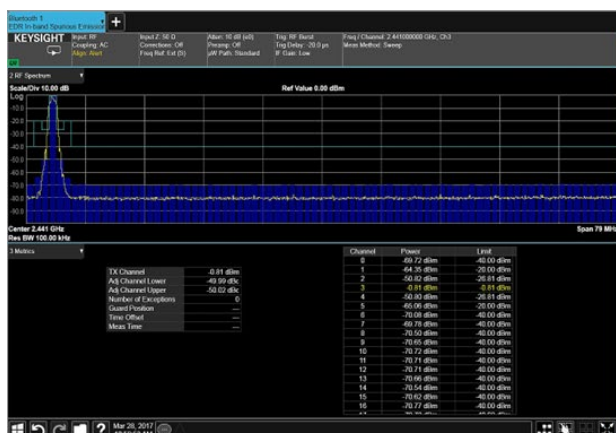 Bluetooth 1
EDR In-band Spurious Emission
KEYSIGHT
Input: RF
Coupling: AC
Align: Alert
Input Z: 50 Ω
Corrections: Off
Freq Ref: Ext (S)
Atten: 10 dB (e0)
Preamp: Off
µW Path: Standard
Trig: RF Burst
Trig Delay: -20.0 µs
IF Gain: Low
Freq / Channel: 2.441000000 GHz, Ch3
Meas Method: Sweep
2 RF Spectrum
Scale/Div 10.00 dB
Ref Value 0.00 dBm
Log
-10.0
-20.0
-30.0
-40.0
-50.0
-60.0
-70.0
-80.0
-90.0
Center 2.441 GHz
Res BW 100.00 kHz
Span 79 MHz
3 Metrics
TX Channel -0.81 dBm
Adj Channel Lower -49.99 dBc
Adj Channel Upper -50.02 dBc
Number of Exceptions 0
Guard Position ---
Time Offset ---
Meas Time ---
Channel Power Limit
0 -69.72 dBm -40.00 dBm
1 -64.35 dBm -20.00 dBm
2 -50.82 dBm -26.81 dBm
3 -0.81 dBm -0.81 dBm
4 -50.80 dBm -26.81 dBm
5 -65.06 dBm -20.00 dBm
6 -70.08 dBm -40.00 dBm
7 -69.78 dBm -40.00 dBm
8 -70.50 dBm -40.00 dBm
9 -70.65 dBm -40.00 dBm
10 -70.72 dBm -40.00 dBm
11 -70.71 dBm -40.00 dBm
12 -70.71 dBm -40.00 dBm
13 -70.66 dBm -40.00 dBm
14 -70.54 dBm -40.00 dBm
15 -70.62 dBm -40.00 dBm
16 -70.77 dBm -40.00 dBm
Mar 28, 2017